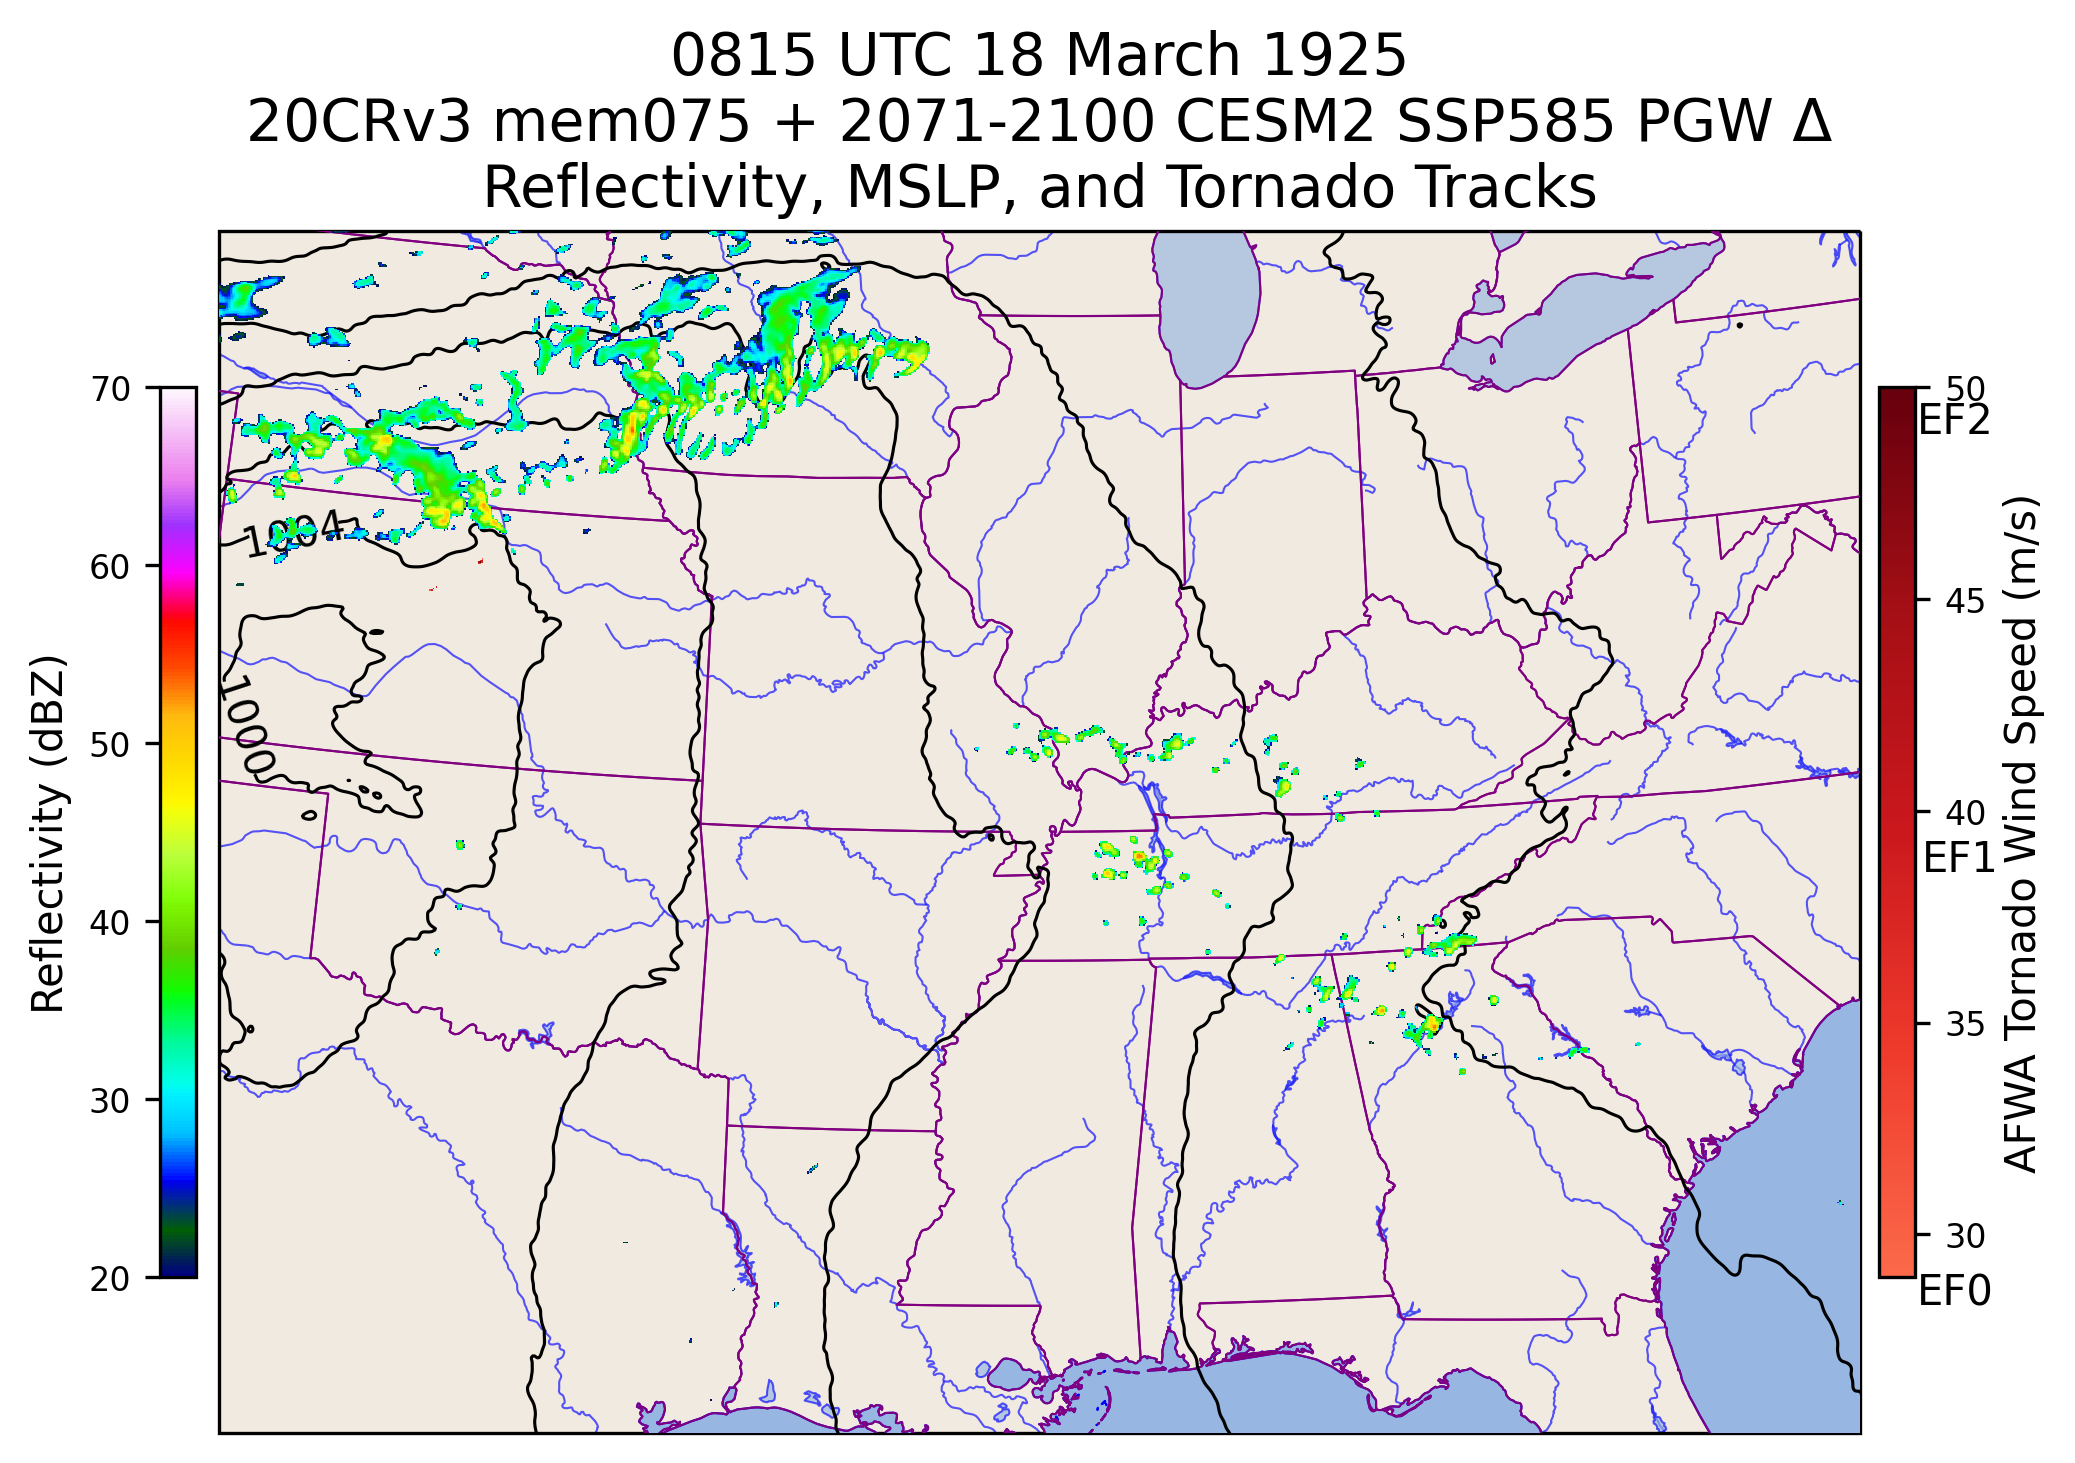 0815 UTC 18 March 1925
20CRv3 mem075 + 2071-2100 CESM2 SSP585 PGW Δ
Reflectivity, MSLP, and Tornado Tracks
70
60
50
40
30
20
Reflectivity (dBZ)
1004
1000
50
EF2
45
40
EF1
35
30
EF0
AFWA Tornado Wind Speed (m/s)